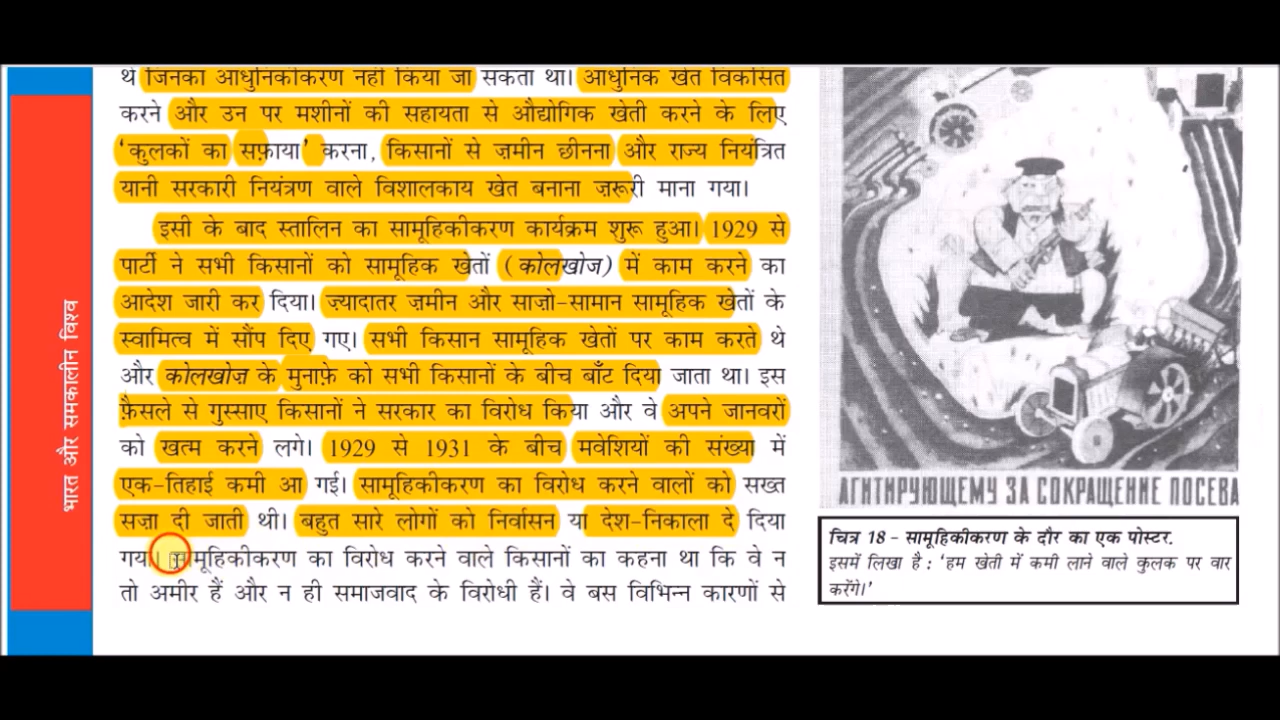 थे जिनका आधुनिकीकरण नहीं किया जा सकता था। आधुनिक खेत विकसित
करने और उन पर मशीनों की सहायता से औद्योगिक खेती करने के लिए
‘कुलकों का सफ़ाया’ करना, किसानों से ज़मीन छीनना और राज्य नियंत्रित
यानी सरकारी नियंत्रण वाले विशालकाय खेत बनाना ज़रूरी माना गया।
इसी के बाद स्तालिन का सामूहिकीकरण कार्यक्रम शुरू हुआ। 1929 से
पार्टी ने सभी किसानों को सामूहिक खेतों (कोलखोज) में काम करने का
आदेश जारी कर दिया। ज़्यादातर ज़मीन और साज़ो-सामान सामूहिक खेतों के
स्वामित्व में सौंप दिए गए। सभी किसान सामूहिक खेतों पर काम करते थे
और कोलखोज के मुनाफ़े को सभी किसानों के बीच बाँट दिया जाता था। इस
फ़ैसले से गुस्साए किसानों ने सरकार का विरोध किया और वे अपने जानवरों
को खत्म करने लगे। 1929 से 1931 के बीच मवेशियों की संख्या में
एक-तिहाई कमी आ गई। सामूहिकीकरण का विरोध करने वालों को सख्त
सज़ा दी जाती थी। बहुत सारे लोगों को निर्वासन या देश-निकाला दे दिया
गया। सामूहिकीकरण का विरोध करने वाले किसानों का कहना था कि वे न
तो अमीर हैं और न ही समाजवाद के विरोधी हैं। वे बस विभिन्न कारणों से
भारत और समकालीन विश्व
АГИТИРУЮЩЕМУ ЗА СОКРАЩЕНИЕ ПОСЕВА
चित्र 18 - सामूहिकीकरण के दौर का एक पोस्टर.
इसमें लिखा है : ‘हम खेती में कमी लाने वाले कुलक पर वार
करेंगे।’